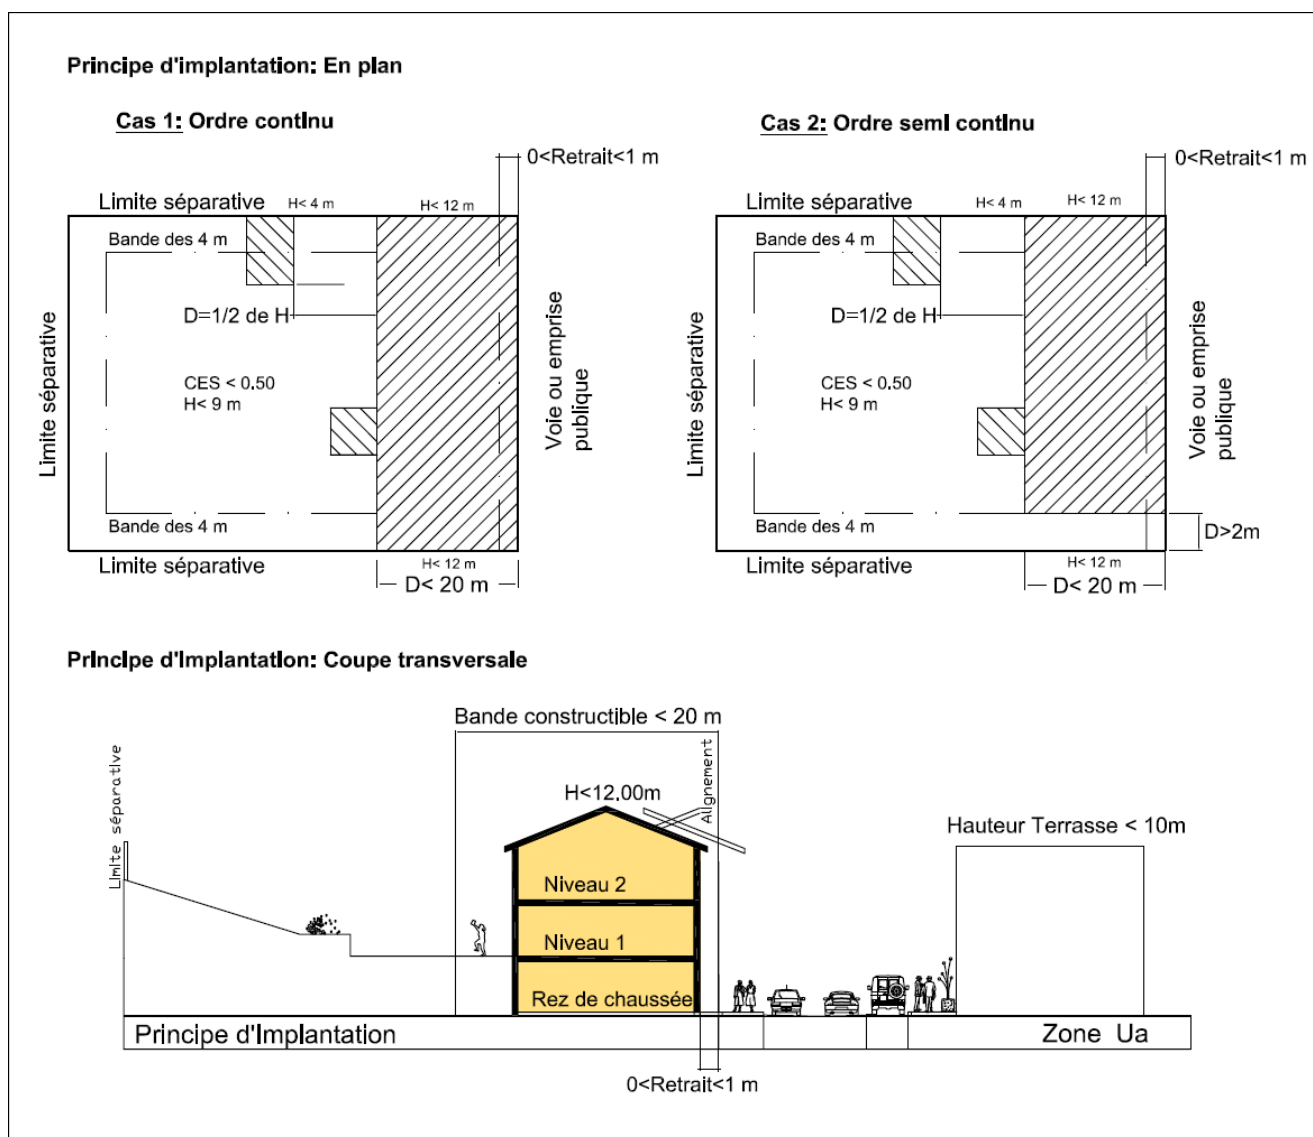 Principe d'implantation: En plan
Cas 1: Ordre continu
Cas 2: Ordre semi continu
0<Retrait<1 m
0<Retrait<1 m
Limite séparative
H< 4 m
H< 12 m
Limite séparative
H< 4 m
H< 12 m
Bande des 4 m
Bande des 4 m
D=1/2 de H
D=1/2 de H
Limite séparative
CES < 0.50
H< 9 m
Voie ou emprise
publique
Limite séparative
CES < 0.50
H< 9 m
Voie ou emprise
publique
Bande des 4 m
Bande des 4 m
D>2m
Limite séparative
H< 12 m
D< 20 m
Limite séparative
H< 12 m
D< 20 m
Principe d'implantation: Coupe transversale
Bande constructible < 20 m
Limite séparative
Alignement
H<12,00m
Hauteur Terrasse < 10m
Niveau 2
Niveau 1
Rez de chaussée
Principe d'Implantation
Zone Ua
0<Retrait<1 m